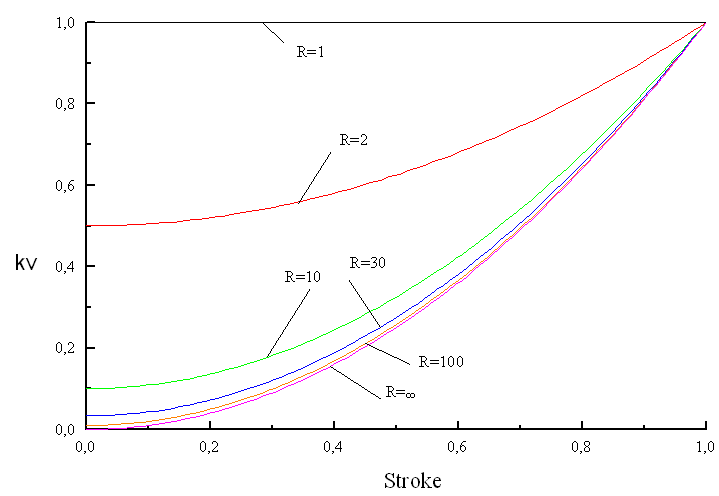 1,0
R=1
0,8
R=2
0,6
kv
0,4
R=10
R=30
0,2
R=100
R=∞
0,0
0,0 0,2 0,4 0,6 0,8 1,0
Stroke